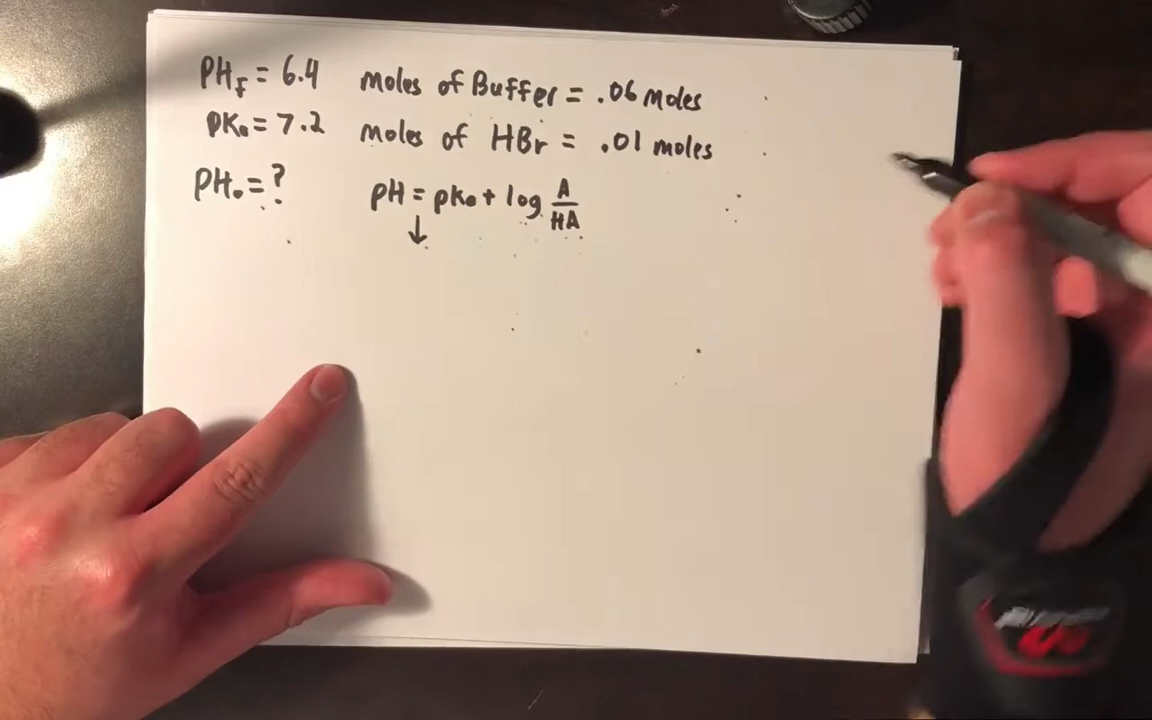 PH_F = 6.4 moles of Buffer = .06 moles
PKa = 7.2 moles of HBr = .01 moles
PH₀ = ? pH = pKa + log A/HA
↓